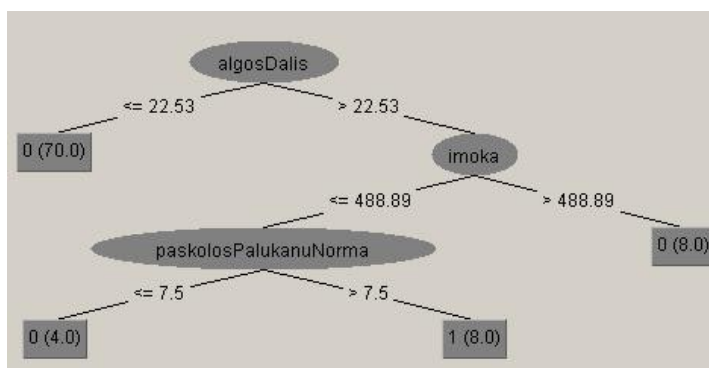 algosDalis
<= 22.53 > 22.53
0 (70.0)
imoka
<= 488.89 > 488.89
paskolosPalukanuNorma
0 (8.0)
<= 7.5 > 7.5
0 (4.0) 1 (8.0)